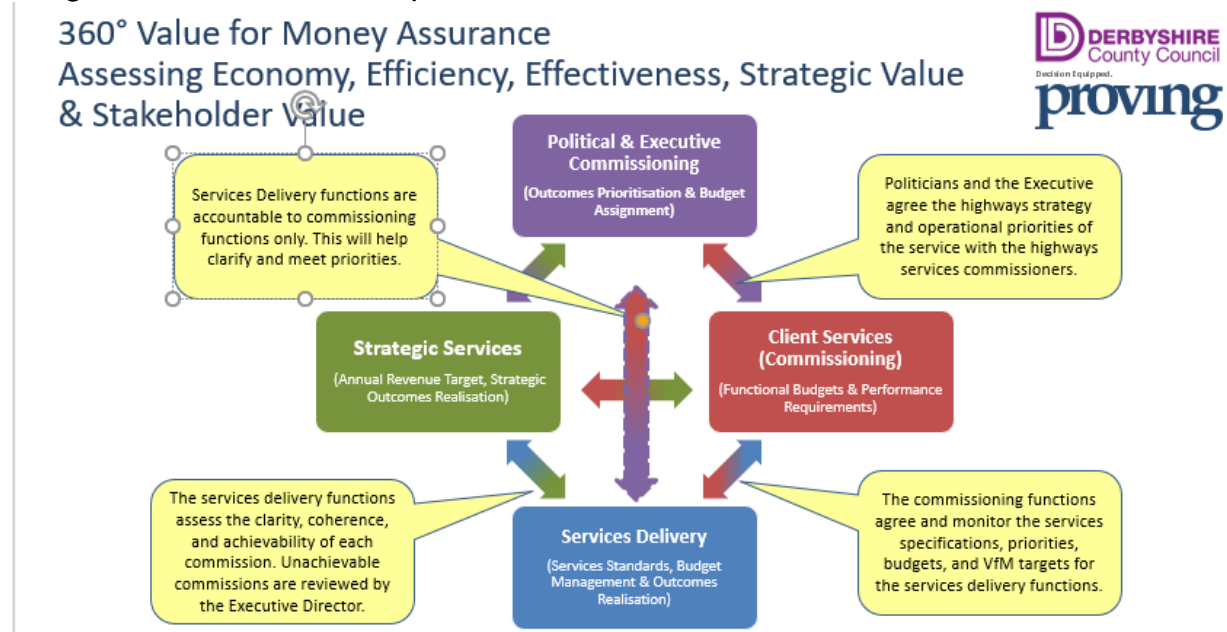 360° Value for Money Assurance
Assessing Economy, Efficiency, Effectiveness, Strategic Value
& Stakeholder Value
DERBYSHIRE
County Council
Decision Equipped.
proving
Political & Executive
Commissioning
(Outcomes Prioritisation & Budget
Assignment)
Services Delivery functions are
accountable to commissioning
functions only. This will help
clarify and meet priorities.
Politicians and the Executive
agree the highways strategy
and operational priorities of
the service with the highways
services commissioners.
Strategic Services
(Annual Revenue Target, Strategic
Outcomes Realisation)
Client Services
(Commissioning)
(Functional Budgets & Performance
Requirements)
The services delivery functions
assess the clarity, coherence,
and achievability of each
commission. Unachievable
commissions are reviewed by
the Executive Director.
Services Delivery
(Services Standards, Budget
Management & Outcomes
Realisation)
The commissioning functions
agree and monitor the services
specifications, priorities,
budgets, and VfM targets for
the services delivery functions.